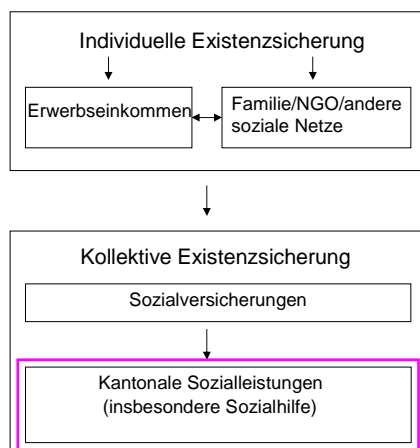 Individuelle Existenzsicherung
Erwerbseinkommen
Familie/NGO/andere
soziale Netze
Kollektive Existenzsicherung
Sozialversicherungen
Kantonale Sozialleistungen
(insbesondere Sozialhilfe)